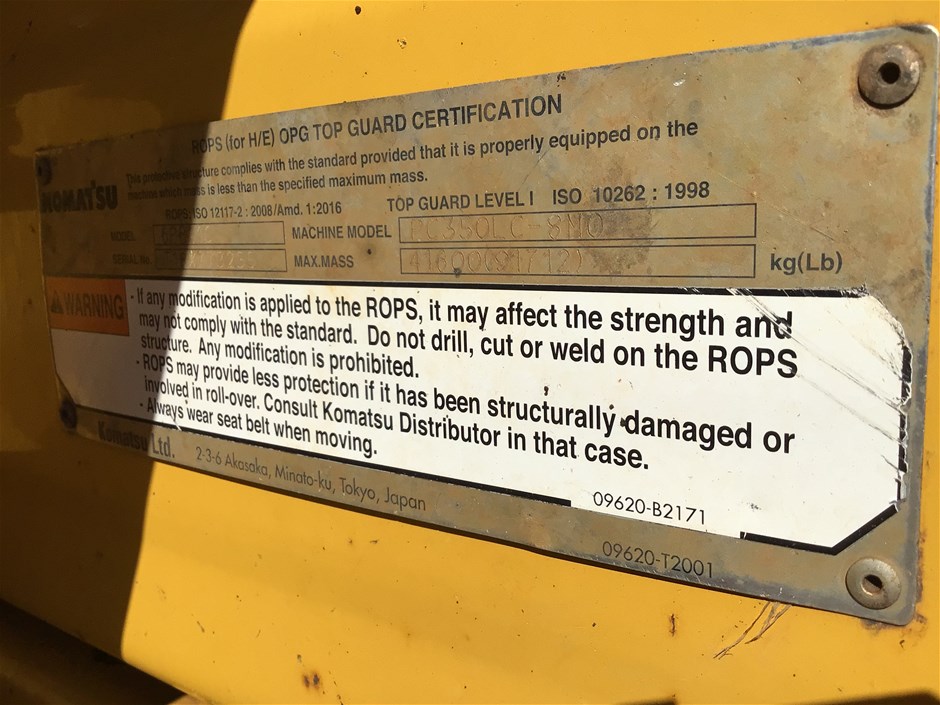 ROPS (for H/E) OPG TOP GUARD CERTIFICATION
KOMATSU
This protective structure complies with the standard provided that it is properly equipped on the
machine which mass is less than the specified maximum mass.
ROPS, ISO 12117-2 : 2008/Amd. 1:2016 TOP GUARD LEVEL I ISO 10262 : 1998
MODEL MACHINE MODEL PC350LC-8N0
SERIAL No. MAX.MASS 41600(91712) kg(Lb)
WARNING
· If any modification is applied to the ROPS, it may affect the strength and
may not comply with the standard. Do not drill, cut or weld on the ROPS
structure. Any modification is prohibited.
· ROPS may provide less protection if it has been structurally damaged or
involved in roll-over. Consult Komatsu Distributor in that case.
· Always wear seat belt when moving.
09620-B2171
Komatsu Ltd. 2-3-6 Akasaka, Minato-ku, Tokyo, Japan
09620-T2001